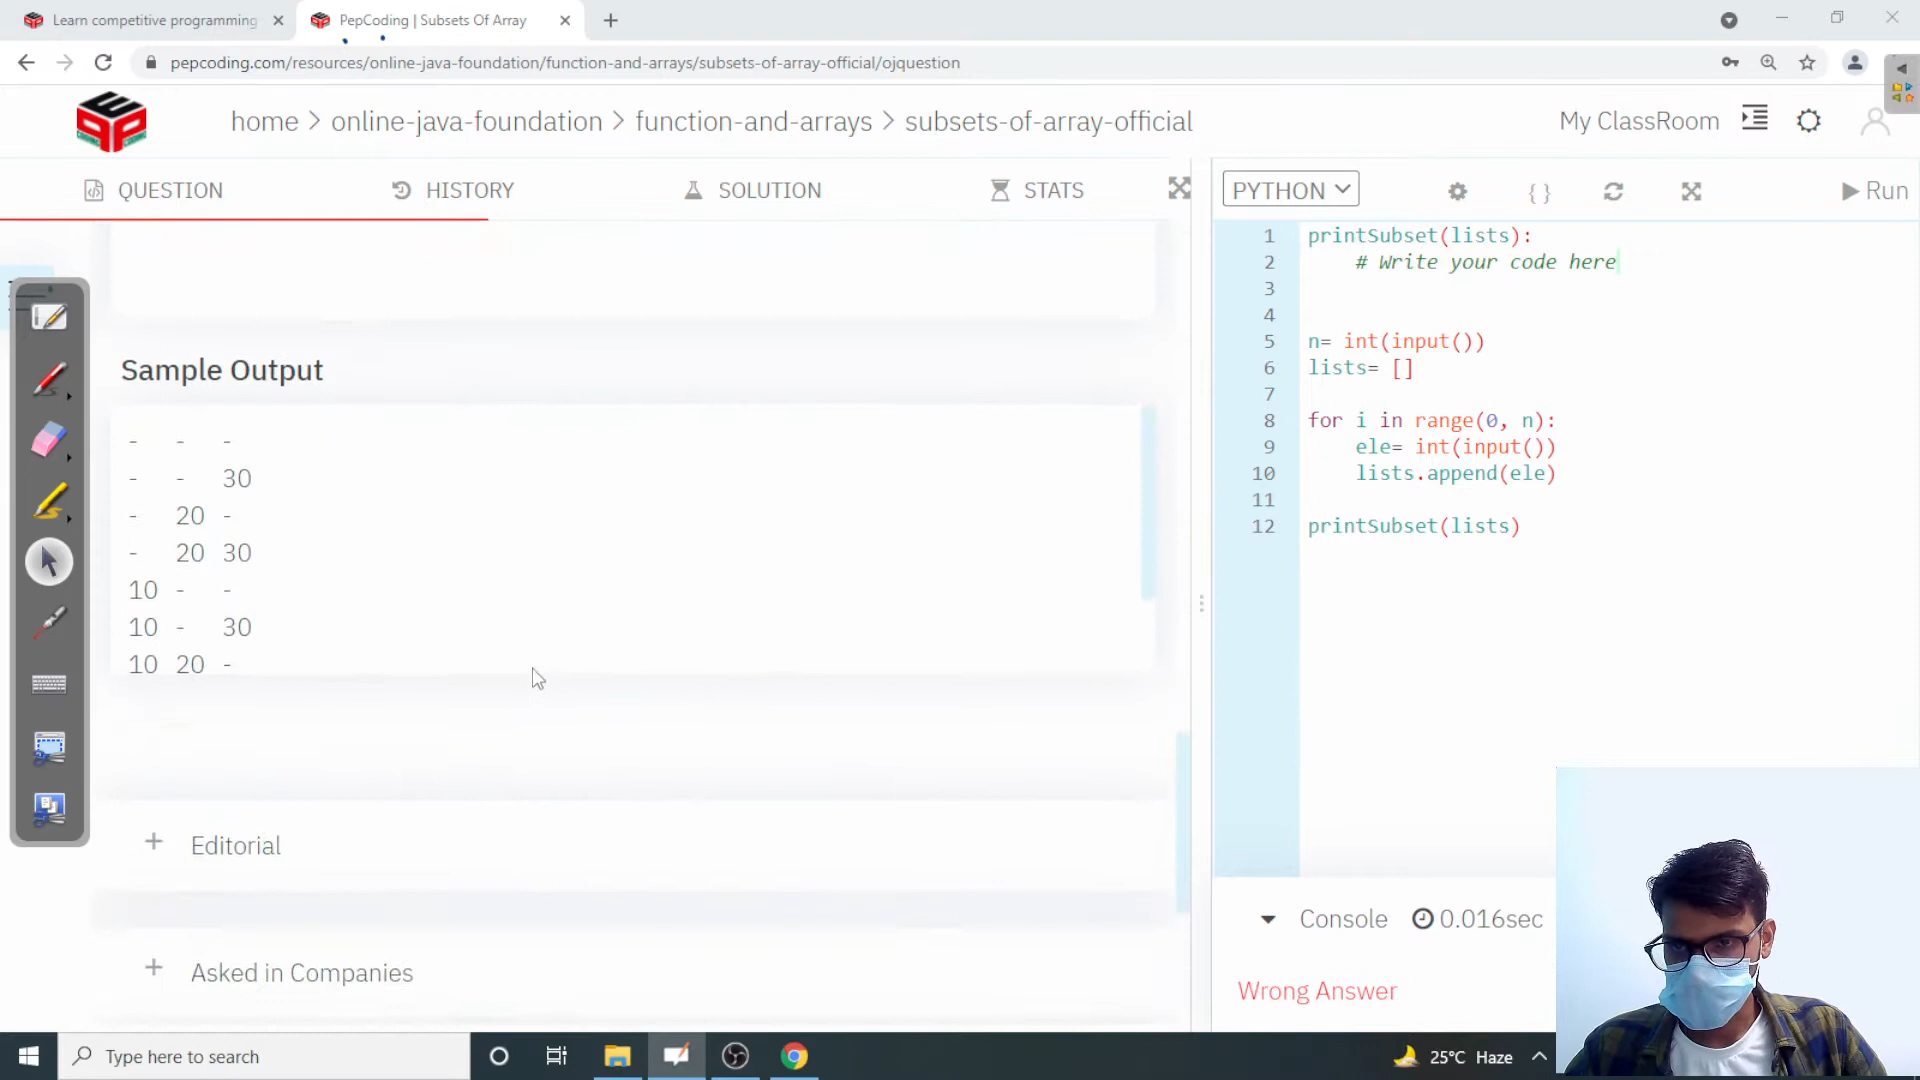 Learn competitive programming
PepCoding | Subsets Of Array
pepcoding.com/resources/online-java-foundation/function-and-arrays/subsets-of-array-official/ojquestion
home > online-java-foundation > function-and-arrays > subsets-of-array-official
My ClassRoom
QUESTION
HISTORY
SOLUTION
STATS
PYTHON
{ }
Run
Sample Output
- - -
- - 30
- 20 -
- 20 30
10 - -
10 - 30
10 20 -
Editorial
Asked in Companies
1 printSubset(lists):
2 # Write your code here
3
4
5 n= int(input())
6 lists= []
7
8 for i in range(0, n):
9 ele= int(input())
10 lists.append(ele)
11
12 printSubset(lists)
Console 0.016sec
Wrong Answer
Type here to search
25°C Haze